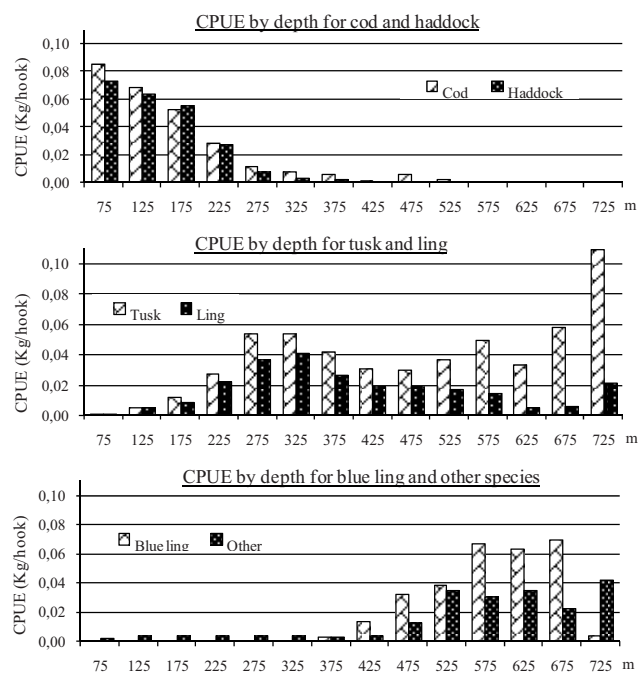 CPUE by depth for cod and haddock
CPUE (Kg/hook)
0,10
0,08
0,06
0,04
0,02
0,00
Cod Haddock
75 125 175 225 275 325 375 425 475 525 575 625 675 725 m
CPUE by depth for tusk and ling
CPUE (Kg/hook)
0,10
0,08
0,06
0,04
0,02
0,00
Tusk Ling
75 125 175 225 275 325 375 425 475 525 575 625 675 725 m
CPUE by depth for blue ling and other species
CPUE (Kg/hook)
0,10
0,08
0,06
0,04
0,02
0,00
Blue ling Other
75 125 175 225 275 325 375 425 475 525 575 625 675 725 m